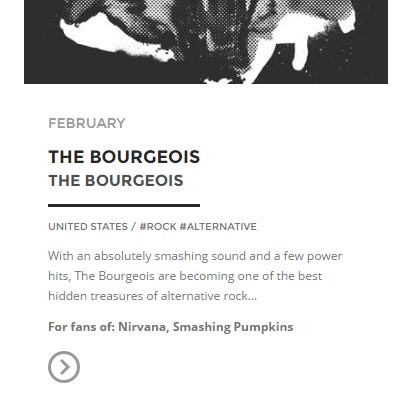 FEBRUARY
THE BOURGEOIS
THE BOURGEOIS
UNITED STATES / #ROCK #ALTERNATIVE
With an absolutely smashing sound and a few power
hits, The Bourgeois are becoming one of the best
hidden treasures of alternative rock...
For fans of: Nirvana, Smashing Pumpkins